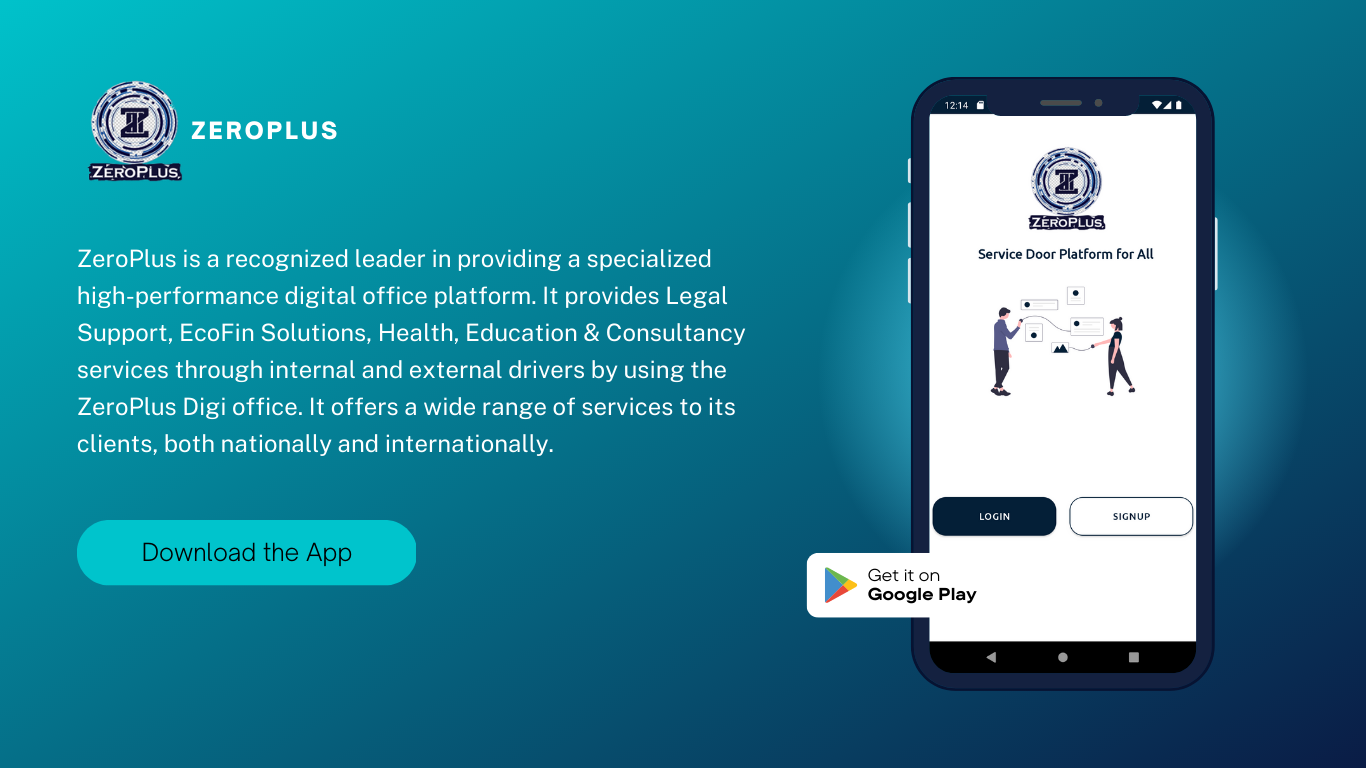 ZEROPLUS
ZEROPLUS
ZeroPlus is a recognized leader in providing a specialized
high-performance digital office platform. It provides Legal
Support, EcoFin Solutions, Health, Education & Consultancy
services through internal and external drivers by using the
ZeroPlus Digi office. It offers a wide range of services to its
clients, both nationally and internationally.
Download the App
12:14
ZEROPLUS
Service Door Platform for All
LOGIN SIGNUP
Get it on
Google Play